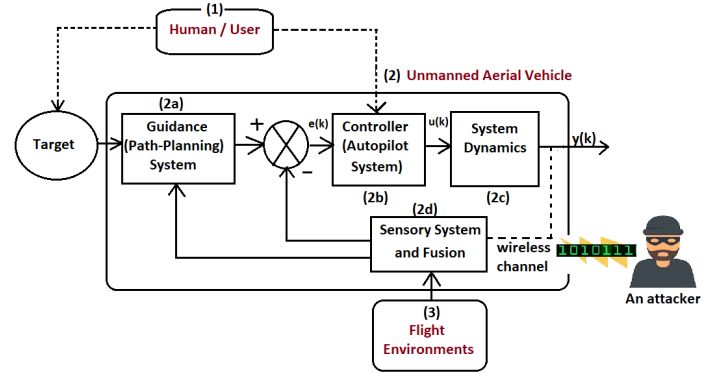 (1)
Human / User
(2) Unmanned Aerial Vehicle
(2a)
Guidance
(Path-Planning)
System
Target
+
−
e(k)
Controller
(Autopilot
System)
(2b)
u(k)
System
Dynamics
(2c)
y(k)
(2d)
Sensory System
and Fusion
wireless
channel
1010111
An attacker
(3)
Flight
Environments